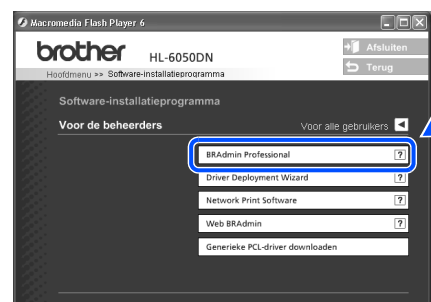 Macromedia Flash Player 6
brother HL-6050DN
Afsluiten
Terug
Hoofdmenu >> Software-installatieprogramma
Software-installatieprogramma
Voor de beheerders Voor alle gebruikers
BRAdmin Professional ?
Driver Deployment Wizard ?
Network Print Software ?
Web BRAdmin ?
Generieke PCL-driver downloaden